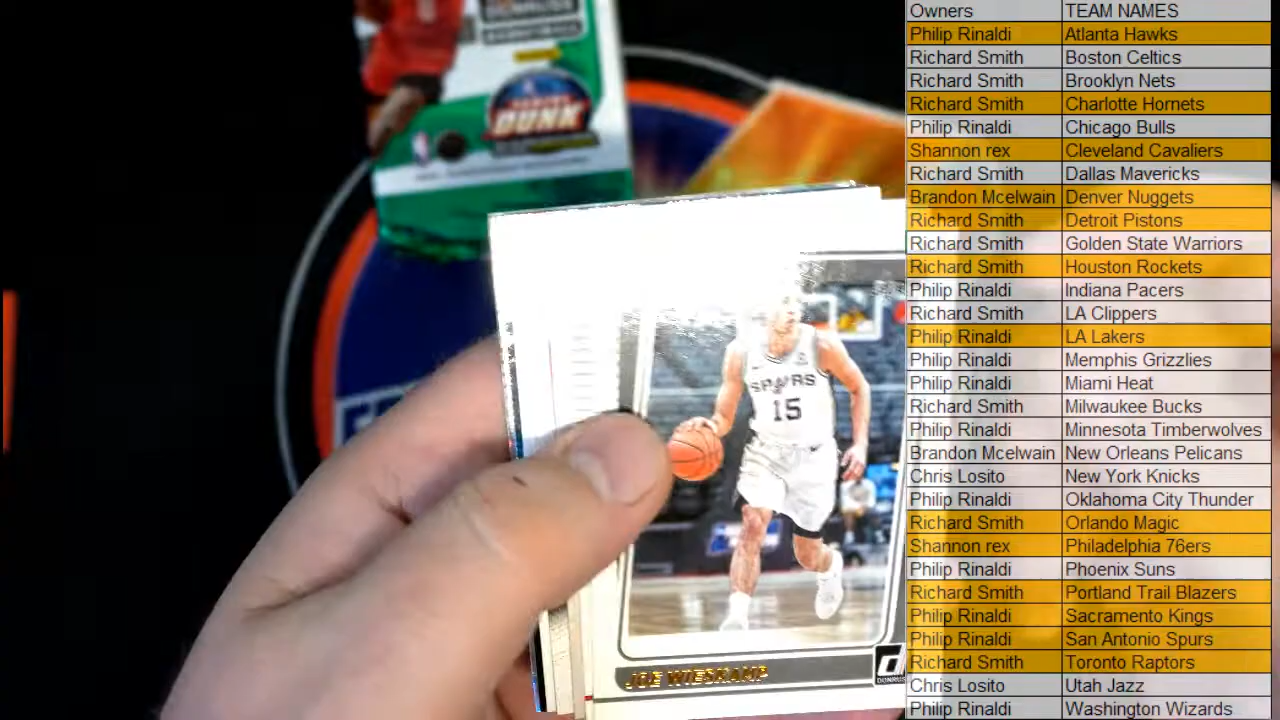 Owners TEAM NAMES
Philip Rinaldi Atlanta Hawks
Richard Smith Boston Celtics
Richard Smith Brooklyn Nets
Richard Smith Charlotte Hornets
Philip Rinaldi Chicago Bulls
Shannon rex Cleveland Cavaliers
Richard Smith Dallas Mavericks
Brandon Mcelwain Denver Nuggets
Richard Smith Detroit Pistons
Richard Smith Golden State Warriors
Richard Smith Houston Rockets
Philip Rinaldi Indiana Pacers
Richard Smith LA Clippers
Philip Rinaldi LA Lakers
Philip Rinaldi Memphis Grizzlies
Philip Rinaldi Miami Heat
Richard Smith Milwaukee Bucks
Philip Rinaldi Minnesota Timberwolves
Brandon Mcelwain New Orleans Pelicans
Chris Losito New York Knicks
Philip Rinaldi Oklahoma City Thunder
Richard Smith Orlando Magic
Shannon rex Philadelphia 76ers
Philip Rinaldi Phoenix Suns
Richard Smith Portland Trail Blazers
Philip Rinaldi Sacramento Kings
Philip Rinaldi San Antonio Spurs
Richard Smith Toronto Raptors
Chris Losito Utah Jazz
Philip Rinaldi Washington Wizards
DUNK
SPURS
15
JOE WIESKAMP